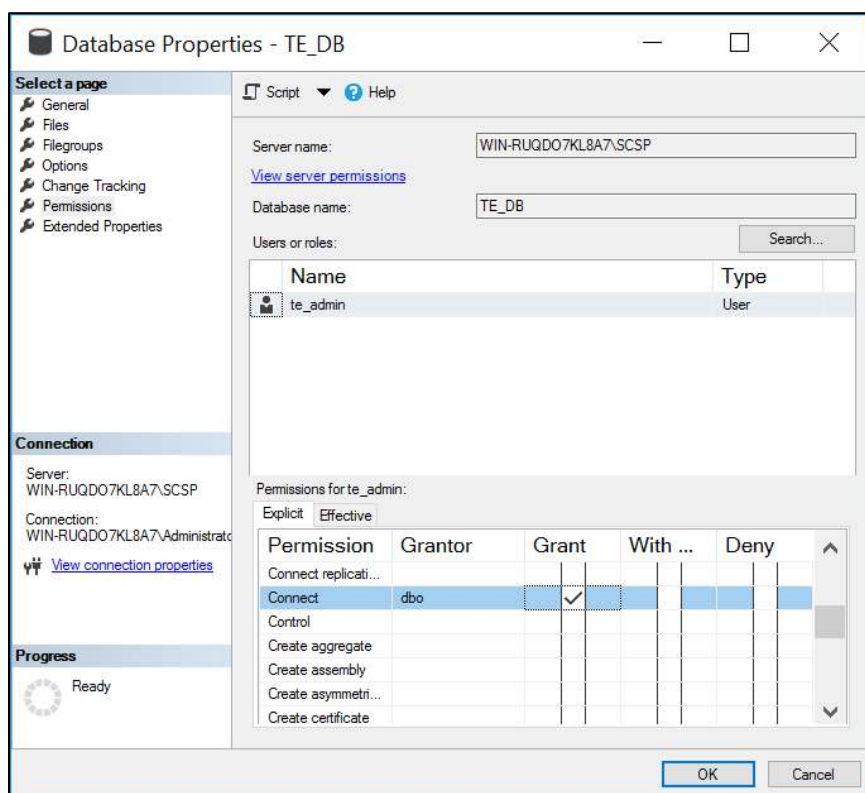 Database Properties - TE_DB
Select a page
General
Files
Filegroups
Options
Change Tracking
Permissions
Extended Properties
Script Help
Server name: WIN-RUQDO7KL8A7\SCSP
View server permissions
Database name: TE_DB
Users or roles: Search...
Name Type
te_admin User
Connection
Server:
WIN-RUQDO7KL8A7\SCSP
Connection:
WIN-RUQDO7KL8A7\Administratc
View connection properties
Progress
Ready
Permissions for te_admin:
Explicit Effective
Permission Grantor Grant With ... Deny
Connect replicati...
Connect dbo
Control
Create aggregate
Create assembly
Create asymmetri...
Create certificate
OK Cancel